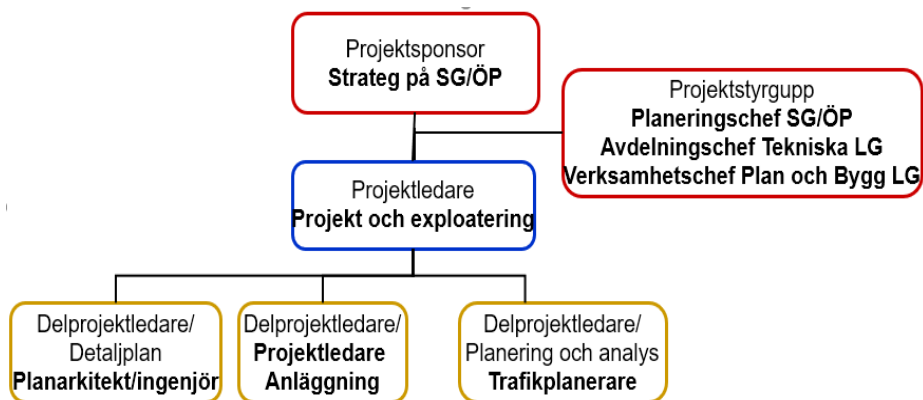 Projektsponsor
Strateg på SG/ÖP
Projektstyrgupp
Planeringschef SG/ÖP
Avdelningschef Tekniska LG
Verksamhetschef Plan och Bygg LG
Projektledare
Projekt och exploatering
Delprojektledare/
Detaljplan
Planarkitekt/ingenjör
Delprojektledare/
Projektledare
Anläggning
Delprojektledare/
Planering och analys
Trafikplanerare